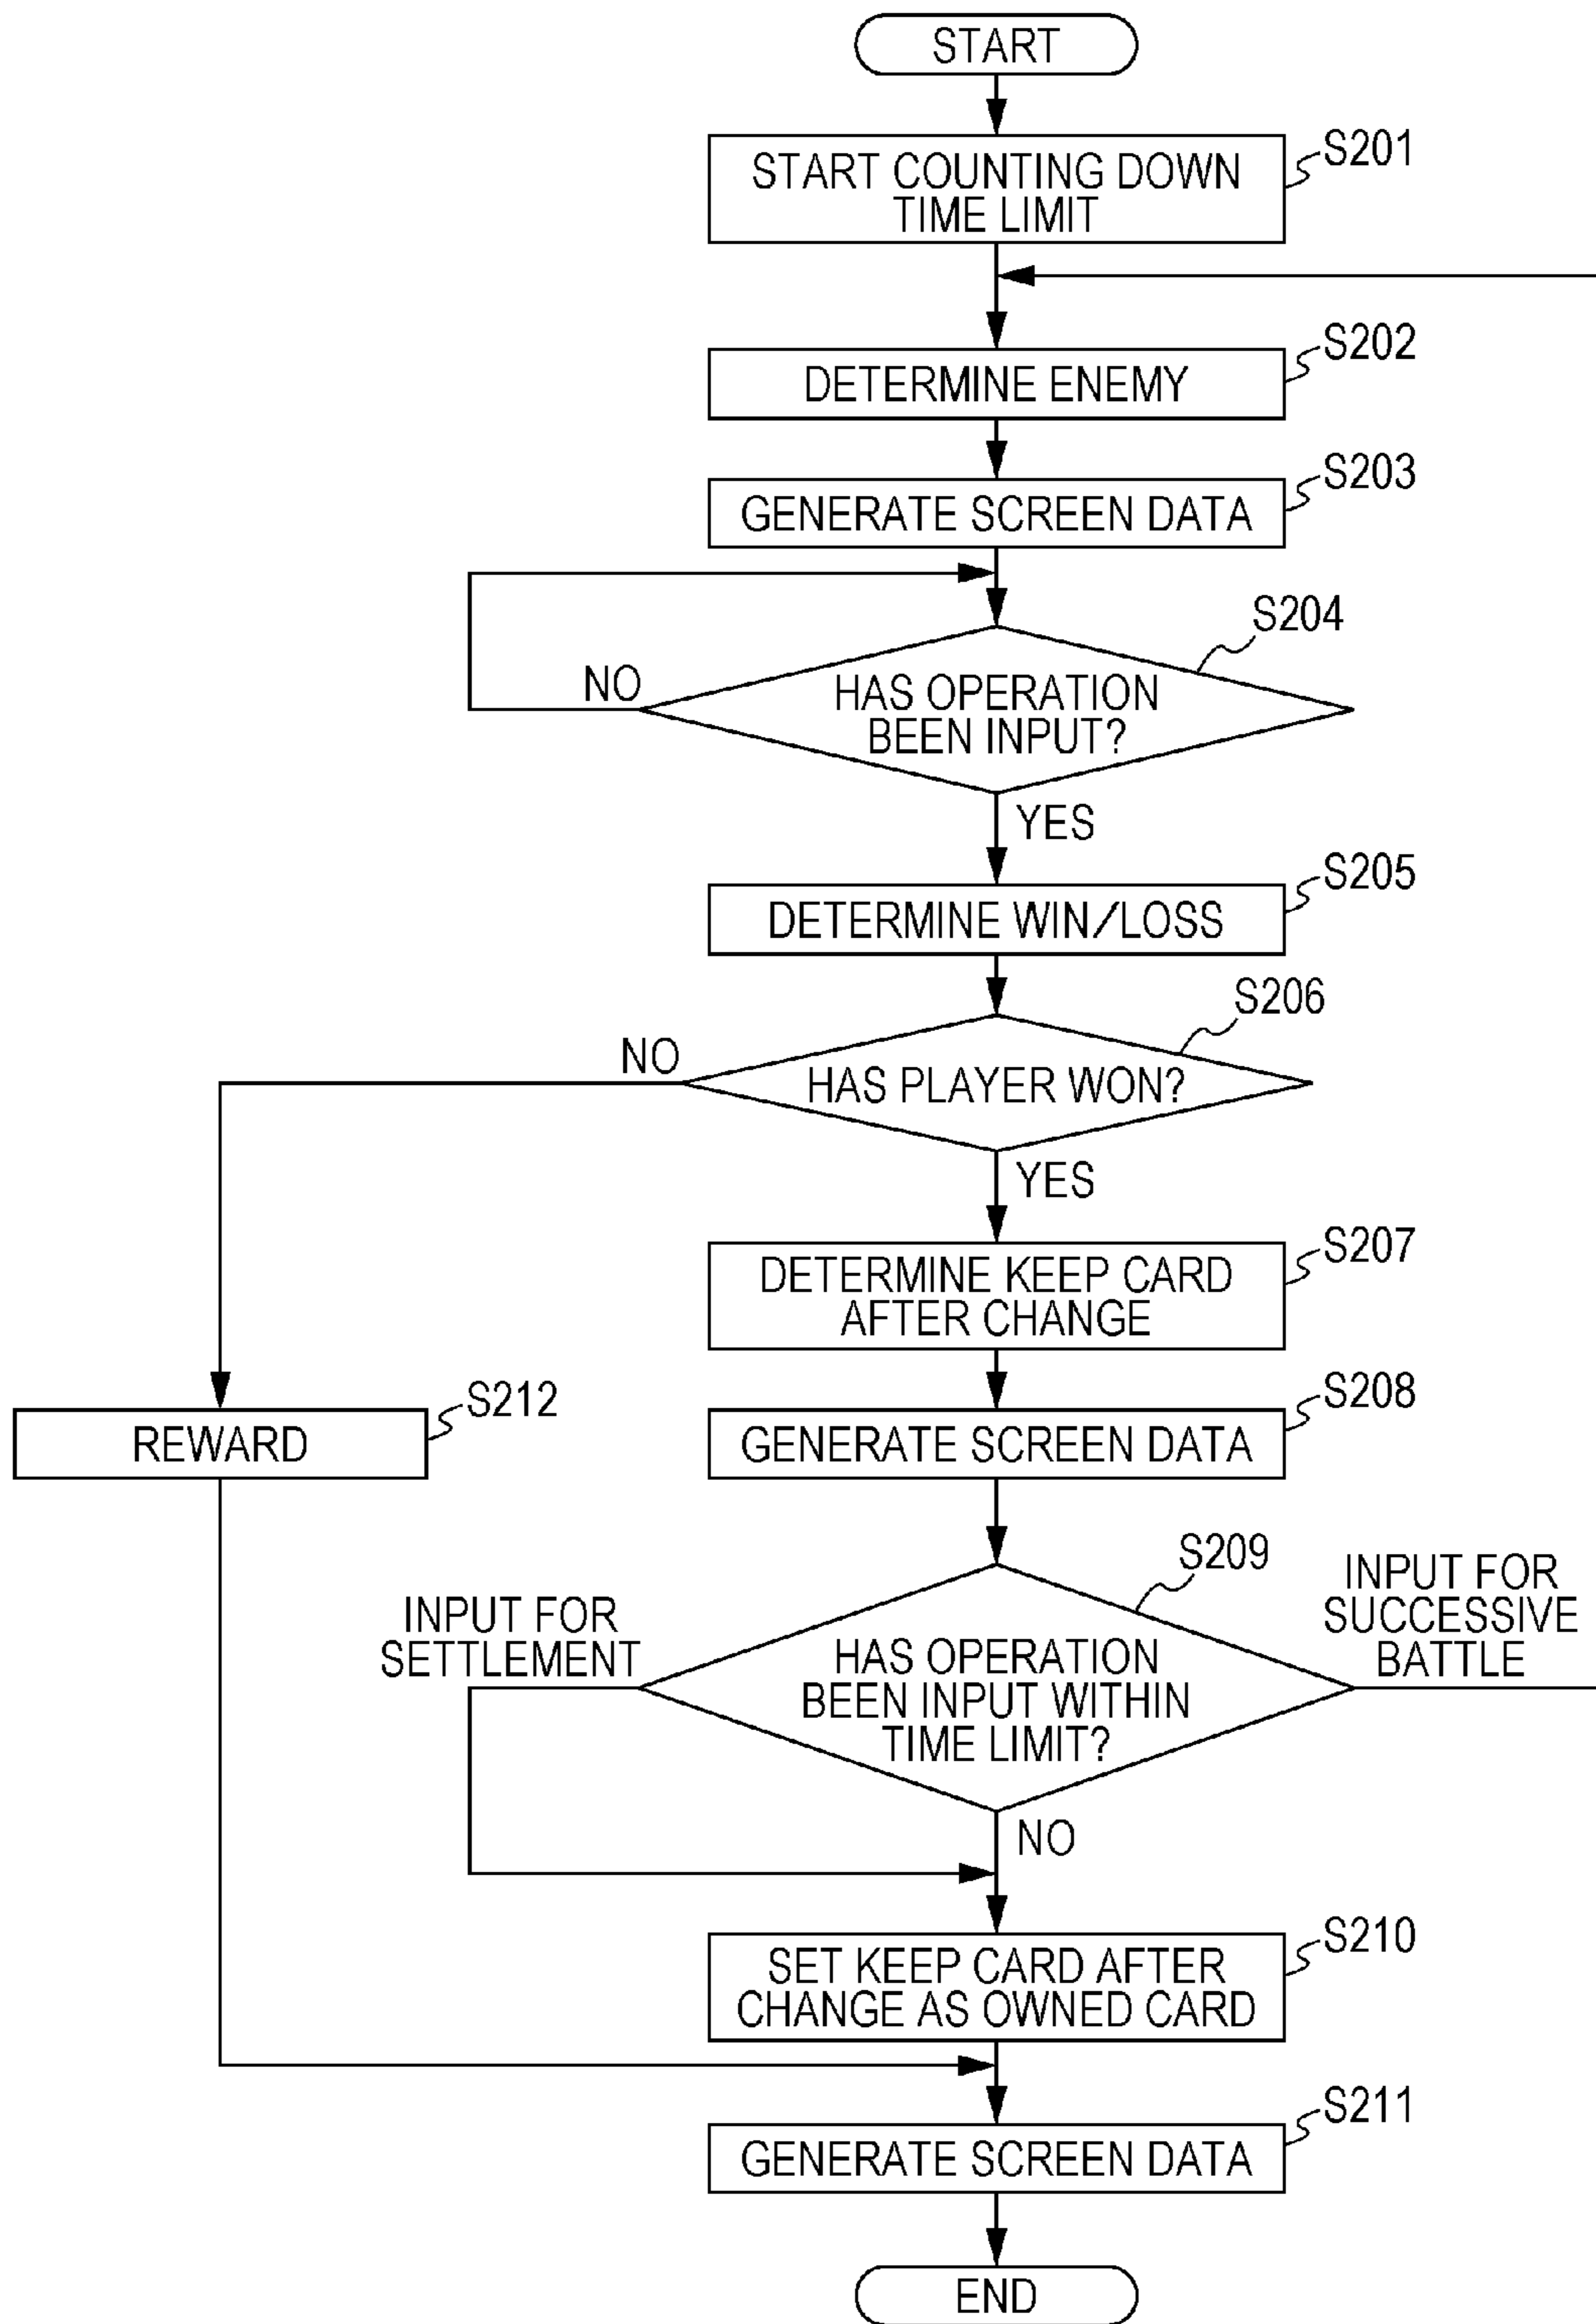 START
S201
START COUNTING DOWN
TIME LIMIT
S202
DETERMINE ENEMY
S203
GENERATE SCREEN DATA
S204
NO
HAS OPERATION
BEEN INPUT?
YES
S205
DETERMINE WIN/LOSS
S206
NO
HAS PLAYER WON?
YES
S207
DETERMINE KEEP CARD
AFTER CHANGE
S212
REWARD
S208
GENERATE SCREEN DATA
S209
INPUT FOR
SETTLEMENT
HAS OPERATION
BEEN INPUT WITHIN
TIME LIMIT?
INPUT FOR
SUCCESSIVE
BATTLE
NO
S210
SET KEEP CARD AFTER
CHANGE AS OWNED CARD
S211
GENERATE SCREEN DATA
END